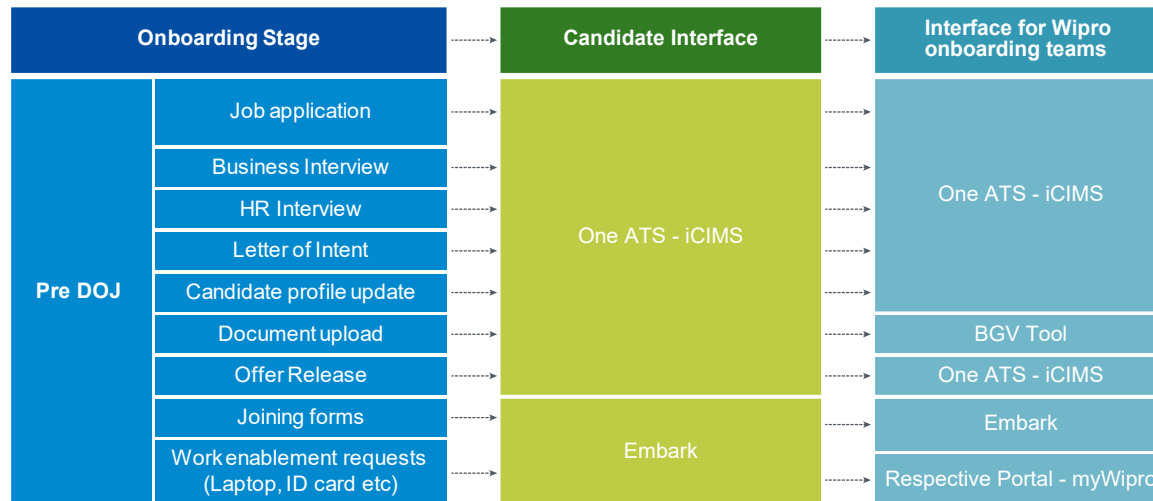 Onboarding Stage
Candidate Interface
Interface for Wipro
onboarding teams
Pre DOJ
Job application
Business Interview
HR Interview
Letter of Intent
Candidate profile update
Document upload
Offer Release
Joining forms
Work enablement requests
(Laptop, ID card etc)
One ATS - iCIMS
Embark
One ATS - iCIMS
BGV Tool
One ATS - iCIMS
Embark
Respective Portal - myWipro